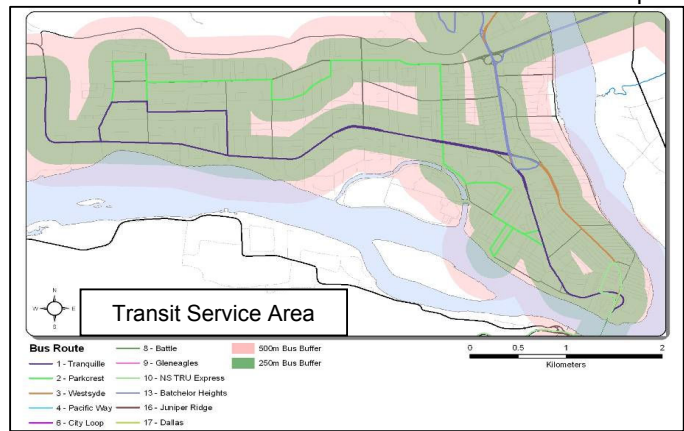 N
W E
S
Transit Service Area
Bus Route
1 - Tranquille
2 - Parkcrest
3 - Westsyde
4 - Pacific Way
6 - City Loop
8 - Battle
9 - Gleneagles
10 - NS TRU Express
13 - Batchelor Heights
16 - Juniper Ridge
17 - Dallas
500m Bus Buffer
250m Bus Buffer
0 0.5 1 2
Kilometers